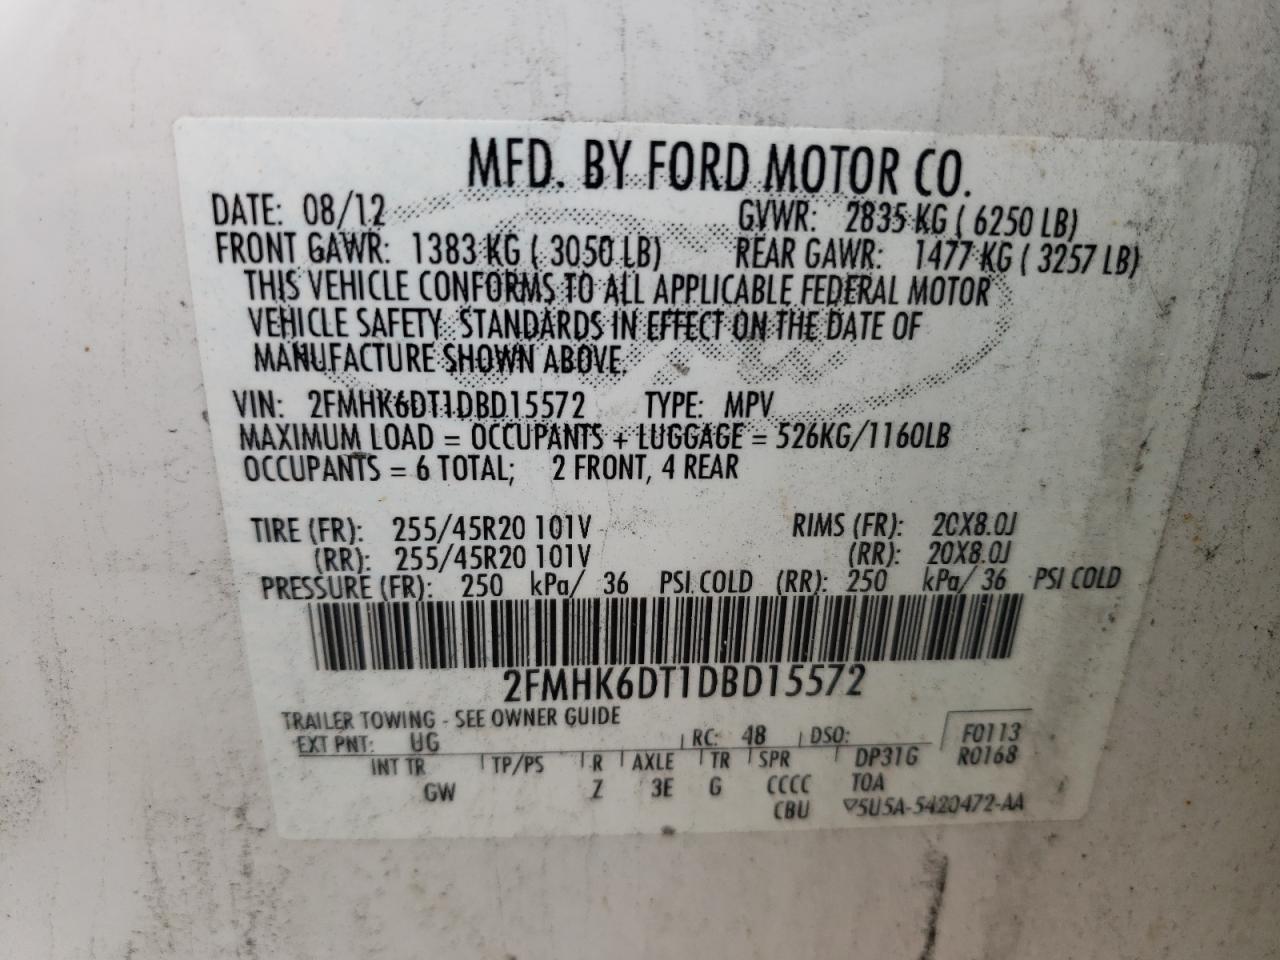 MFD. BY FORD MOTOR CO.
DATE: 08/12 GVWR: 2835 KG ( 6250 LB)
FRONT GAWR: 1383 KG ( 3050 LB) REAR GAWR: 1477 KG ( 3257 LB)
THIS VEHICLE CONFORMS TO ALL APPLICABLE FEDERAL MOTOR
VEHICLE SAFETY STANDARDS IN EFFECT ON THE DATE OF
MANUFACTURE SHOWN ABOVE.
VIN: 2FMHK6DT1DBD15572 TYPE: MPV
MAXIMUM LOAD = OCCUPANTS + LUGGAGE = 526KG/1160LB
OCCUPANTS = 6 TOTAL; 2 FRONT, 4 REAR
TIRE (FR): 255/45R20 101V RIMS (FR): 20X8.0J
(RR): 255/45R20 101V (RR): 20X8.0J
PRESSURE (FR): 250 kPa/ 36 PSI COLD (RR): 250 kPa/ 36 PSI COLD
2FMHK6DT1DBD15572
TRAILER TOWING - SEE OWNER GUIDE
EXT PNT: UG RC: 48 DSO: F0113
INT TR TP/PS R AXLE TR SPR DP31G R0168
GW Z 3E G CCCC TOA
CBU ▽5U5A-5420472-AA